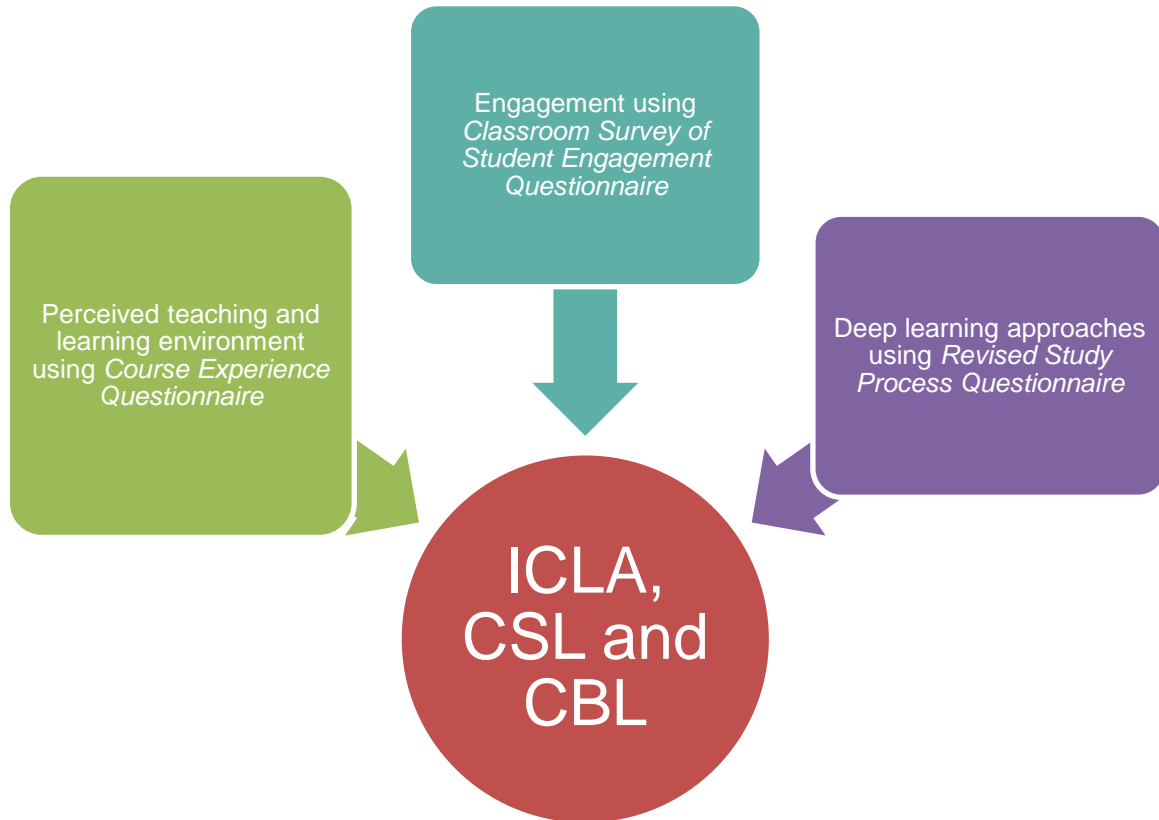 Engagement using
Classroom Survey of
Student Engagement
Questionnaire
Perceived teaching and
learning environment
using Course Experience
Questionnaire
Deep learning approaches
using Revised Study
Process Questionnaire
ICLA,
CSL and
CBL